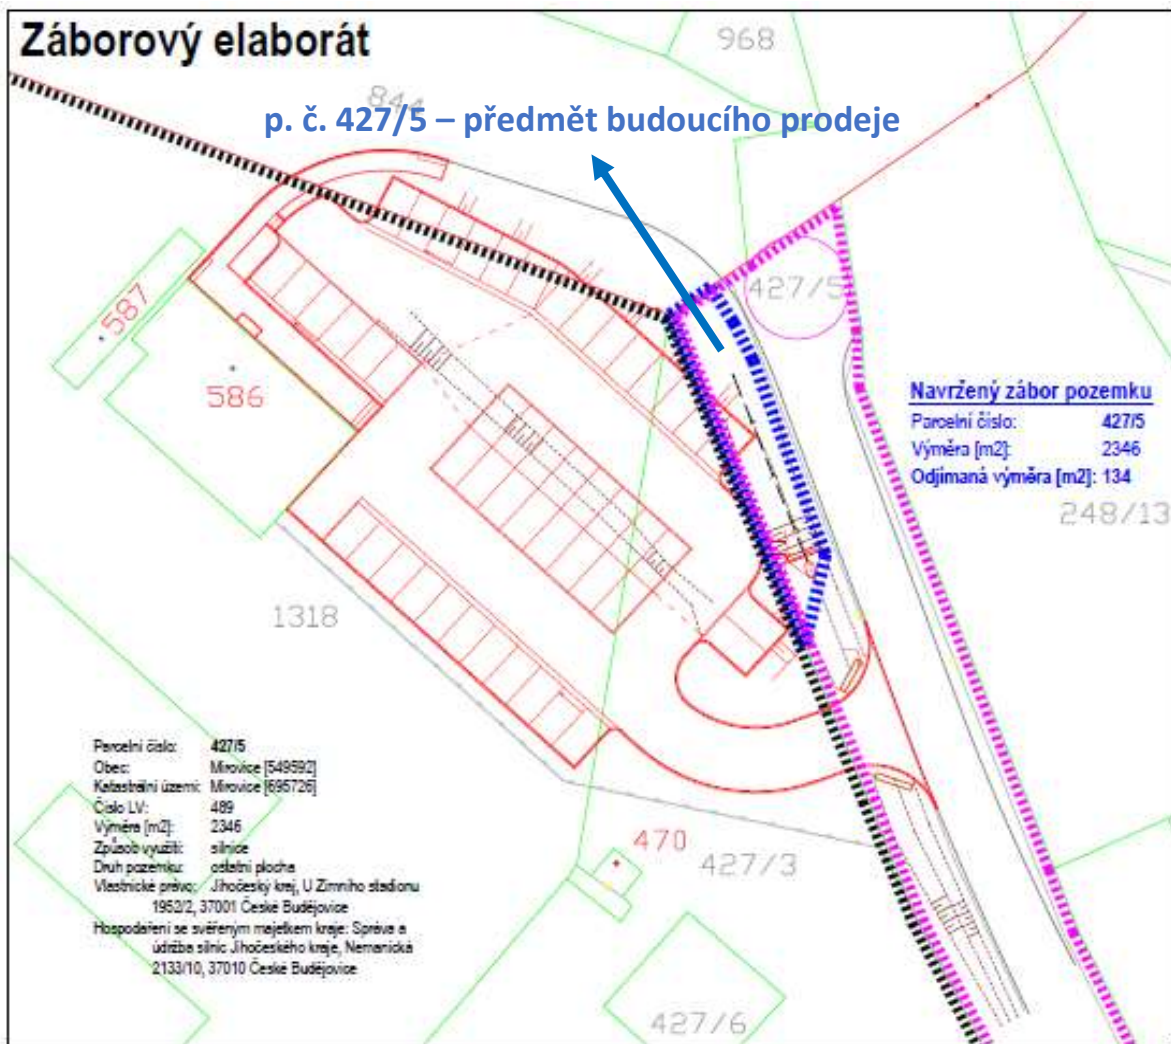 Záborový elaborát
968
844
p. č. 427/5 – předmět budoucího prodeje
427/5
587
586
Navržený zábor pozemku
Parcelní číslo: 427/5
Výměra [m2]: 2346
Odjímaná výměra [m2]: 134
248/13
1318
Parcelní číslo: 427/5
Obec: Mirovice [549592]
Katastrální území: Mirovice [695726]
Číslo LV: 489
Výměra [m2]: 2346
Způsob využití: silnice
Druh pozemku: ostatní plocha
Vlastnické právo: Jihočeský kraj, U Zimního stadionu
1952/2, 37001 České Budějovice
Hospodaření se svěřeným majetkem kraje: Správa a
údržba silnic Jihočeského kraje, Nemanická
2133/10, 37010 České Budějovice
470
427/3
427/6